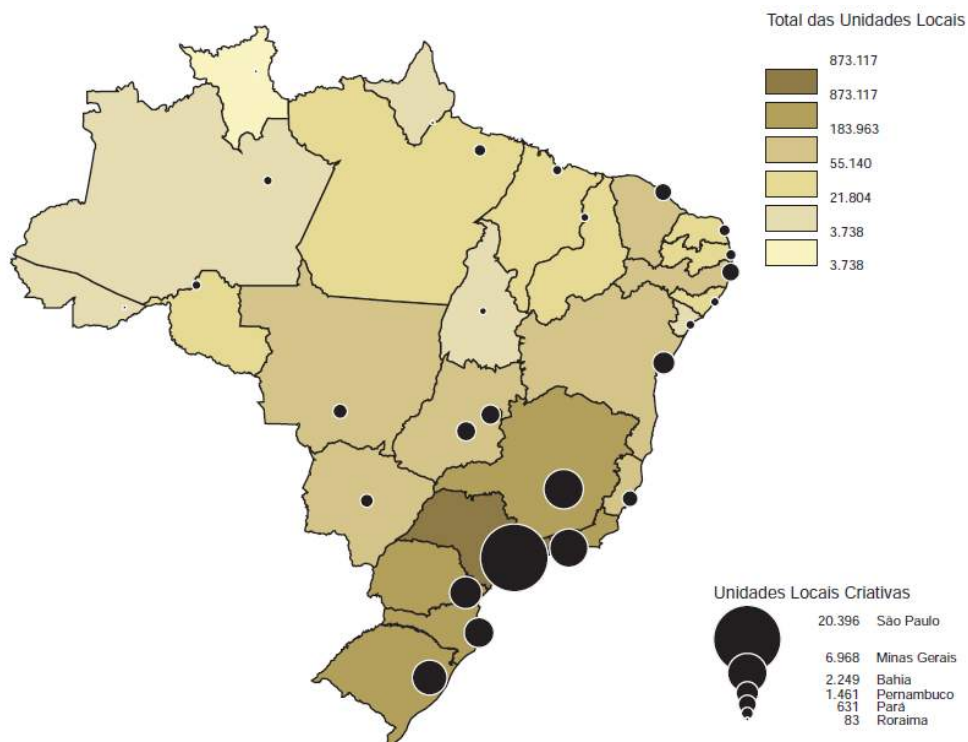 Total das Unidades Locais
873.117
873.117
183.963
55.140
21.804
3.738
3.738
Unidades Locais Criativas
20.396 São Paulo
6.968 Minas Gerais
2.249 Bahia
1.461 Pernambuco
631 Pará
83 Roraima